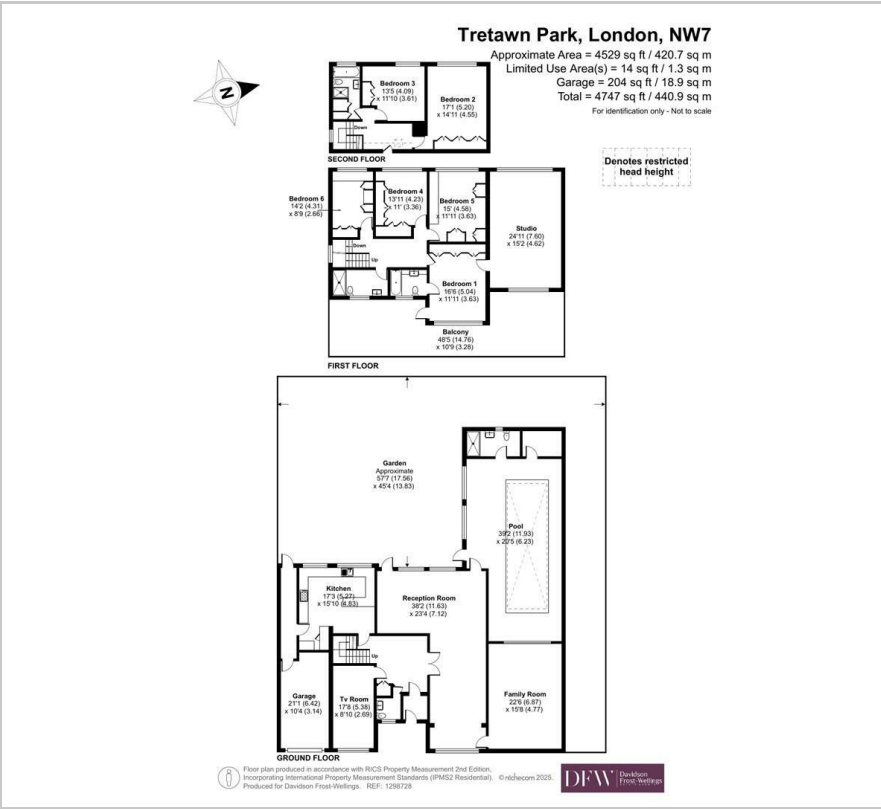 Tretawn Park, London, NW7
Approximate Area = 4529 sq ft / 420.7 sq m
Limited Use Area(s) = 14 sq ft / 1.3 sq m
Garage = 204 sq ft / 18.9 sq m
Total = 4747 sq ft / 440.9 sq m
For identification only - Not to scale
N
Bedroom 3
13'5 (4.09)
x 11'10 (3.61)
Bedroom 2
17'1 (5.20)
x 14'11 (4.55)
Down
SECOND FLOOR
Denotes restricted
head height
Bedroom 6
14'2 (4.31)
x 8'9 (2.66)
Bedroom 4
13'11 (4.23)
x 11' (3.36)
Bedroom 5
15' (4.58)
x 11'11 (3.63)
Studio
24'11 (7.60)
x 15'2 (4.62)
Down
Up
Bedroom 1
16'6 (5.04)
x 11'11 (3.63)
Balcony
48'5 (14.76)
x 10'9 (3.28)
FIRST FLOOR
Garden
Approximate
57'7 (17.56)
x 45'4 (13.83)
Pool
39'2 (11.93)
x 20'5 (6.23)
Kitchen
17'3 (5.27)
x 15'10 (4.83)
Reception Room
38'2 (11.63)
x 23'4 (7.12)
Up
Garage
21'1 (6.42)
x 10'4 (3.14)
Tv Room
17'8 (5.38)
x 8'10 (2.69)
Family Room
22'6 (6.87)
x 15'8 (4.77)
GROUND FLOOR
Floor plan produced in accordance with RICS Property Measurement 2nd Edition,
Incorporating International Property Measurement Standards (IPMS2 Residential). © nichecom 2025.
Produced for Davidson Frost-Wellings. REF: 1298728
DFW Davidson
Frost-Wellings